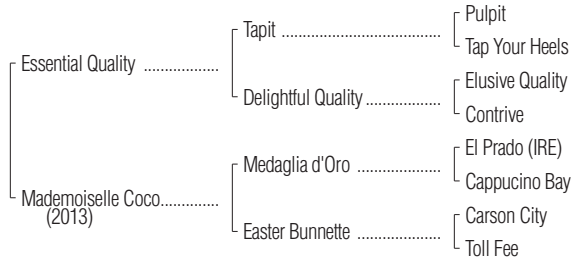 Pulpit
Tapit ........................................
Tap Your Heels
Essential Quality ...................
Elusive Quality
Delightful Quality ...................
Contrive
El Prado (IRE)
Medaglia d'Oro .....................
Cappucino Bay
Mademoiselle Coco ..............
(2013)
Carson City
Easter Bunnette .....................
Toll Fee